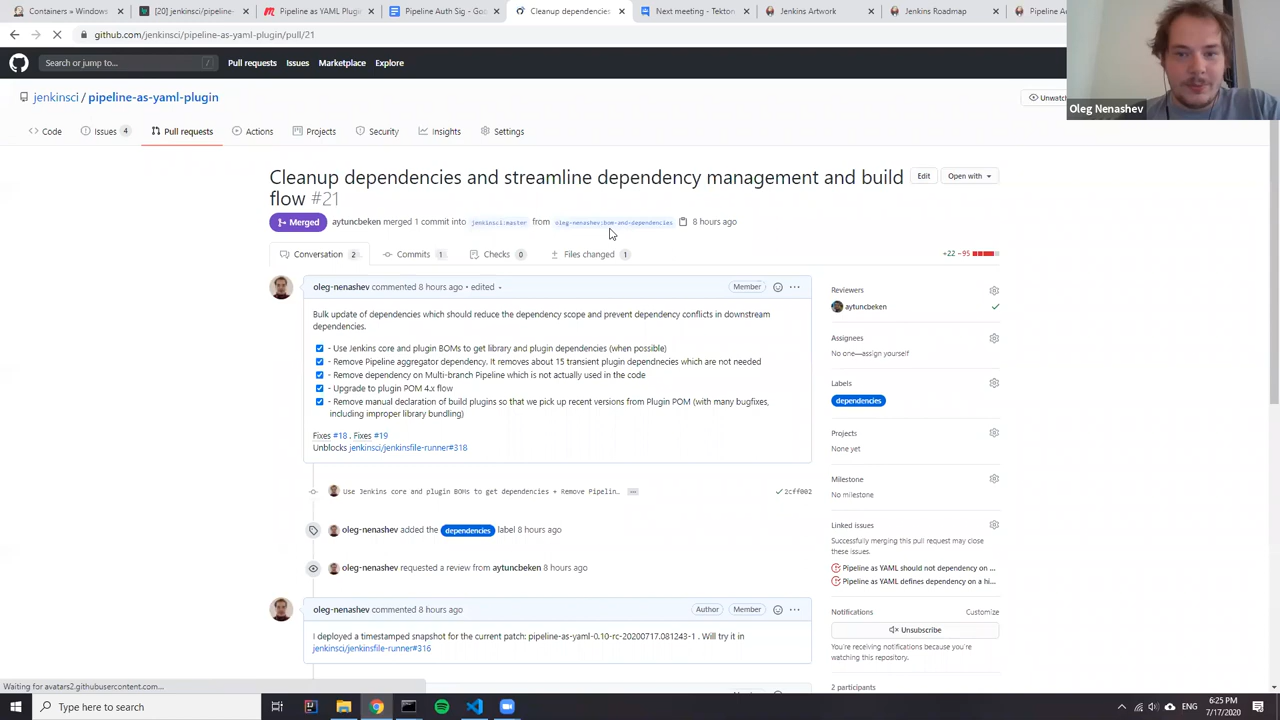 Containers » Windows
[20] jenkinsci/pipeline-
Pipeline as YAML Plugin
Pipeline Auth Sig - Goo
Cleanup dependencies
Next meeting - Tekton
Jenkins Artwork
Jenkins Roadmap
Pipeline Au
github.com/jenkinsci/pipeline-as-yaml-plugin/pull/21
Search or jump to...
/
Pull requests
Issues
Marketplace
Explore
Oleg Nenashev
jenkinsci / pipeline-as-yaml-plugin
Unwatc
Code
Issues 4
Pull requests
Actions
Projects
Security
Insights
Settings
Cleanup dependencies and streamline dependency management and build
flow #21
Edit
Open with
Merged
aytuncbeken merged 1 commit into jenkinsci:master from oleg-nenashev:bom-and-dependencies 8 hours ago
Conversation 2
Commits 1
Checks 0
Files changed 1
+22 −95
oleg-nenashev commented 8 hours ago • edited
Member
Bulk update of dependencies which should reduce the dependency scope and prevent dependency conflicts in downstream
dependencies.
- Use Jenkins core and plugin BOMs to get library and plugin dependencies (when possible)
- Remove Pipeline aggregator dependency. It removes about 15 transient plugin dependnecies which are not needed
- Remove dependency on Multi-branch Pipeline which is not actually used in the code
- Upgrade to plugin POM 4.x flow
- Remove manual declaration of build plugins so that we pick up recent versions from Plugin POM (with many bugfixes,
including improper library bundling)
Fixes #18 , Fixes #19
Unblocks jenkinsci/jenkinsfile-runner#318
Use Jenkins core and plugin BOMs to get dependencies + Remove Pipelin…
2cff002
oleg-nenashev added the dependencies label 8 hours ago
oleg-nenashev requested a review from aytuncbeken 8 hours ago
oleg-nenashev commented 8 hours ago
Author
Member
I deployed a timestamped snapshot for the current patch: pipeline-as-yaml-0.10-rc-20200717.081243-1 . Will try it in
jenkinsci/jenkinsfile-runner#316
Reviewers
aytuncbeken
Assignees
No one—assign yourself
Labels
dependencies
Projects
None yet
Milestone
No milestone
Linked issues
Successfully merging this pull request may close
these issues.
Pipeline as YAML should not dependency on ...
Pipeline as YAML defines dependency on a hi...
Notifications
Customize
Unsubscribe
You're receiving notifications because you're
watching this repository.
2 participants
Waiting for avatars2.githubusercontent.com...
Type here to search
ENG
6:25 PM
7/17/2020